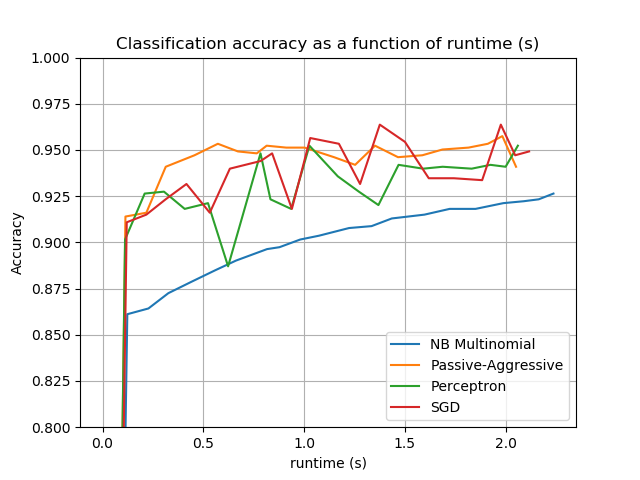 Classification accuracy as a function of runtime (s)
1.000
0.975
0.950
0.925
0.900
0.875
0.850
0.825
0.800
Accuracy
0.0 0.5 1.0 1.5 2.0
runtime (s)
NB Multinomial
Passive-Aggressive
Perceptron
SGD